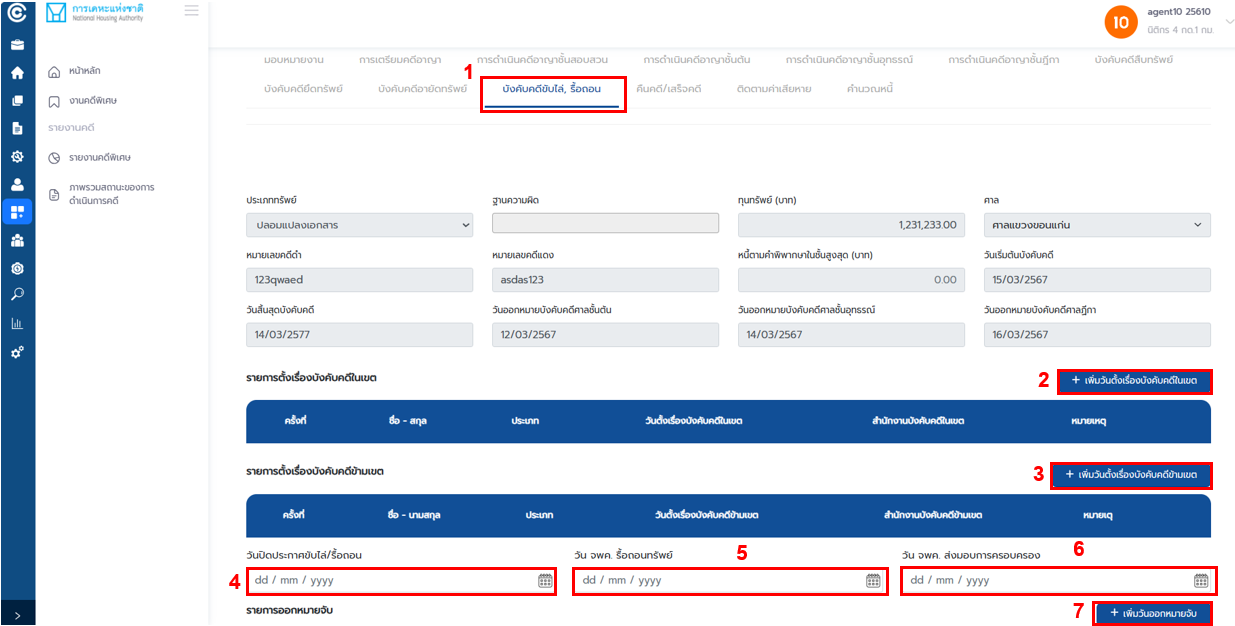 การเคหะแห่งชาติ
National Housing Authority
agent10 25610
10
นิติกร 4 กด.1 กม.
หน้าหลัก
งานคดีพิเศษ
รายงานคดี
รายงานคดีพิเศษ
ภาพรวมสถานะของการ
ดำเนินการคดี
มอบหมายงาน การเตรียมคดีอาญา การดำเนินคดีอาญาชั้นสอบสวน การดำเนินคดีอาญาชั้นต้น การดำเนินคดีอาญาชั้นอุทธรณ์ การดำเนินคดีอาญาชั้นฎีกา บังคับคดีสืบทรัพย์
1
บังคับคดียึดทรัพย์ บังคับคดีอายัดทรัพย์ บังคับคดีขับไล่, รื้อถอน คืนคดี/เสร็จคดี ติดตามค่าเสียหาย คำนวณหนี้
ประเภททรัพย์ ฐานความผิด ทุนทรัพย์ (บาท) ศาล
ปลอมแปลงเอกสาร 1,231,233.00 ศาลแขวงขอนแก่น
หมายเลขคดีดำ หมายเลขคดีแดง หนี้ตามคำพิพากษาในชั้นสูงสุด (บาท) วันเริ่มต้นบังคับคดี
123qwaed asdas123 0.00 15/03/2567
วันสิ้นสุดบังคับคดี วันออกหมายบังคับคดีศาลชั้นต้น วันออกหมายบังคับคดีศาลชั้นอุทธรณ์ วันออกหมายบังคับคดีศาลฎีกา
14/03/2577 12/03/2567 14/03/2567 16/03/2567
รายการตั้งเรื่องบังคับคดีในเขต 2 + เพิ่มวันตั้งเรื่องบังคับคดีในเขต
ครั้งที่ ชื่อ - สกุล ประเภท วันตั้งเรื่องบังคับคดีในเขต สำนักงานบังคับคดีในเขต หมายเหตุ
รายการตั้งเรื่องบังคับคดีข้ามเขต 3 + เพิ่มวันตั้งเรื่องบังคับคดีข้ามเขต
ครั้งที่ ชื่อ - นามสกุล ประเภท วันตั้งเรื่องบังคับคดีข้ามเขต สำนักงานบังคับคดีข้ามเขต หมายเตุ
วันปิดประกาศขับไล่/รื้อถอน วัน จพค. รื้อถอนทรัพย์ 5 วัน จพค. ส่งมอบการครอบครอง 6
4 dd / mm / yyyy dd / mm / yyyy dd / mm / yyyy
รายการออกหมายจับ 7 + เพิ่มวันออกหมายจับ